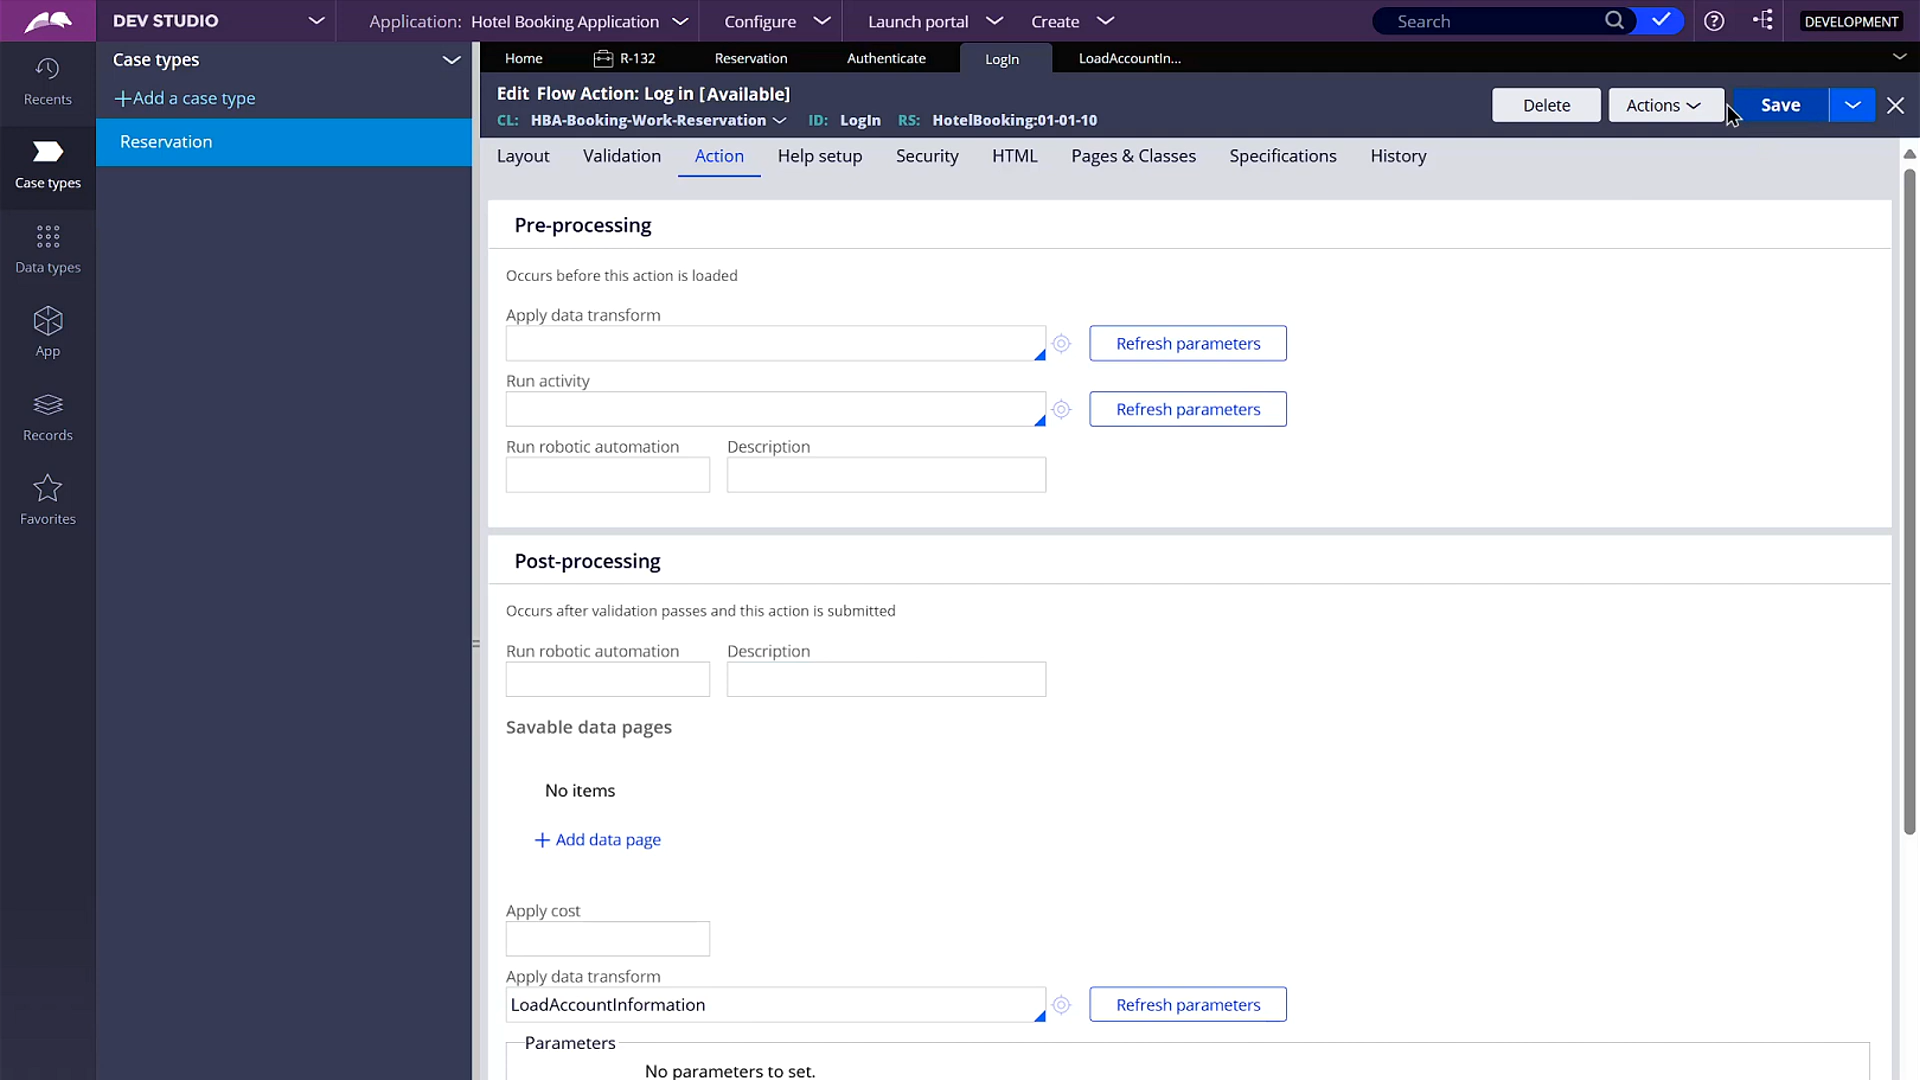 DEV STUDIO
Application: Hotel Booking Application
Configure
Launch portal
Create
Search
DEVELOPMENT
Recents
Case types
Data types
App
Records
Favorites
Case types
+Add a case type
Reservation
Home
R-132
Reservation
Authenticate
LogIn
LoadAccountIn...
Edit Flow Action: Log in [Available]
CL: HBA-Booking-Work-Reservation ID: LogIn RS: HotelBooking:01-01-10
Delete
Actions
Save
Layout
Validation
Action
Help setup
Security
HTML
Pages & Classes
Specifications
History
Pre-processing
Occurs before this action is loaded
Apply data transform
Refresh parameters
Run activity
Refresh parameters
Run robotic automation
Description
Post-processing
Occurs after validation passes and this action is submitted
Run robotic automation
Description
Savable data pages
No items
+ Add data page
Apply cost
Apply data transform
LoadAccountInformation
Refresh parameters
Parameters
No parameters to set.